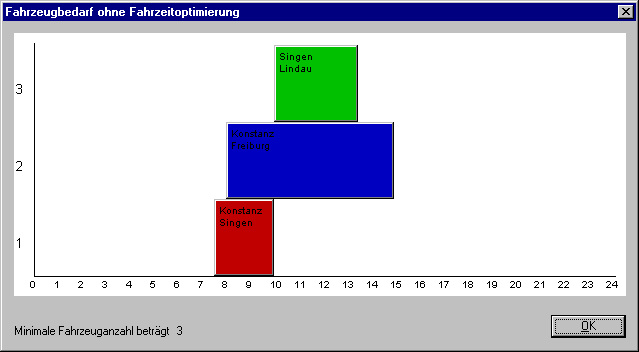 Fahrzeugbedarf ohne Fahrzeitoptimierung
Singen
Lindau
3
Konstanz
Freiburg
2
Konstanz
Singen
1
0 1 2 3 4 5 6 7 8 9 10 11 12 13 14 15 16 17 18 19 20 21 22 23 24
Minimale Fahrzeuganzahl beträgt 3
OK